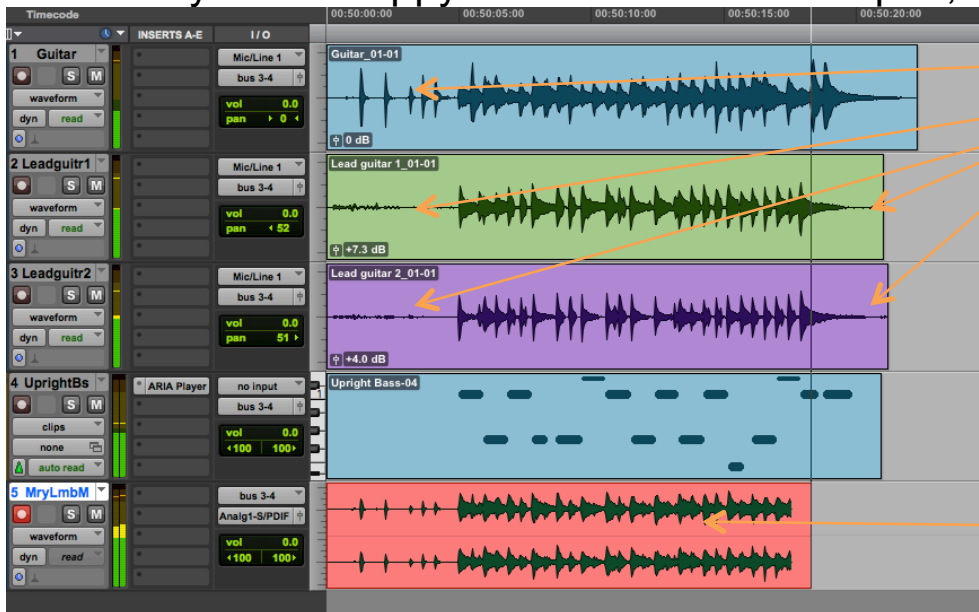 Timecode 00:50:00:00 00:50:05:00 00:50:10:00 00:50:15:00 00:50:20:00
INSERTS A-E I / O
1 Guitar
S M
waveform
dyn read
Mic/Line 1
bus 3-4
vol 0.0
pan 0
Guitar_01-01
0 dB
2 Leadguitr1
S M
waveform
dyn read
Mic/Line 1
bus 3-4
vol 0.0
pan 52
Lead guitar 1_01-01
+7.3 dB
3 Leadguitr2
S M
waveform
dyn read
Mic/Line 1
bus 3-4
vol 0.0
pan 51
Lead guitar 2_01-01
+4.0 dB
4 UprightBs
S M
clips
none
auto read
ARIA Player
no input
bus 3-4
vol 0.0
100 100
1
Upright Bass-04
5 MryLmbM
S M
waveform
dyn read
bus 3-4
Analg1-S/PDIF
vol 0.0
100 100